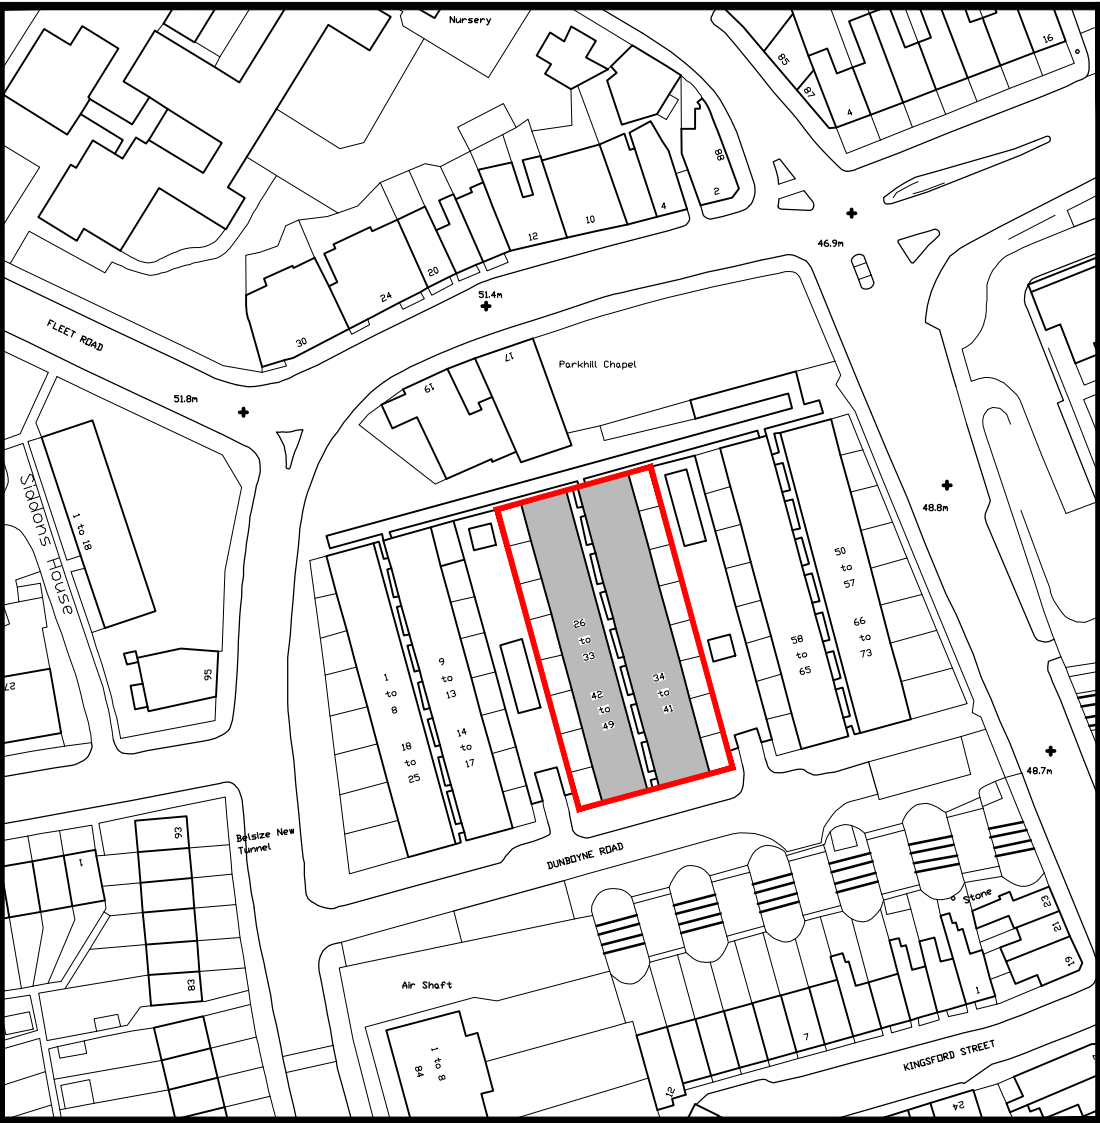 Nursery
85
87
4
16
88
2
4
10
12
20
24
30
46.9m
51.4m
FLEET ROAD
51.8m
17
19
Parkhill Chapel
Siddons House
1 to 18
48.8m
50
to
57
66
to
73
58
to
65
26
to
33
42
to
49
34
to
41
1
to
8
9
to
13
14
to
17
18
to
25
95
27
48.7m
Belsize New
Tunnel
DUNBOYNE ROAD
93
1
83
Stone
23
21
19
Air Shaft
1
7
KINGSFORD STREET
1 to 8
84
12
24